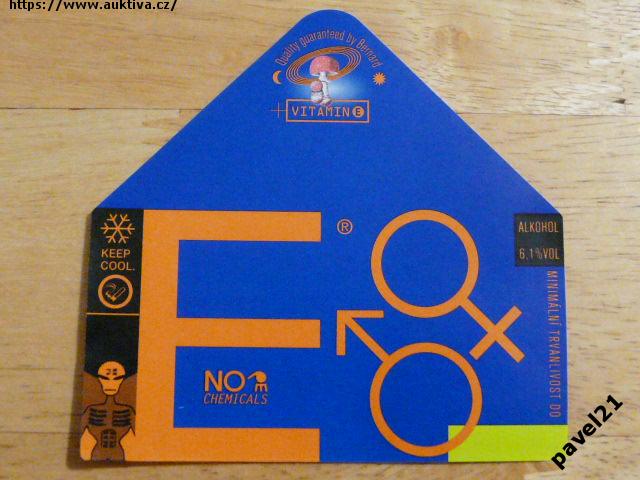 https://www.auktiva.cz/
Quality guaranteed by Bernard
+VITAMIN E
KEEP
COOL.
E
®
ALKOHOL
6,1%VOL
MINIMÁLNÍ TRVANLIVOST DO
NO
CHEMICALS
pavel21